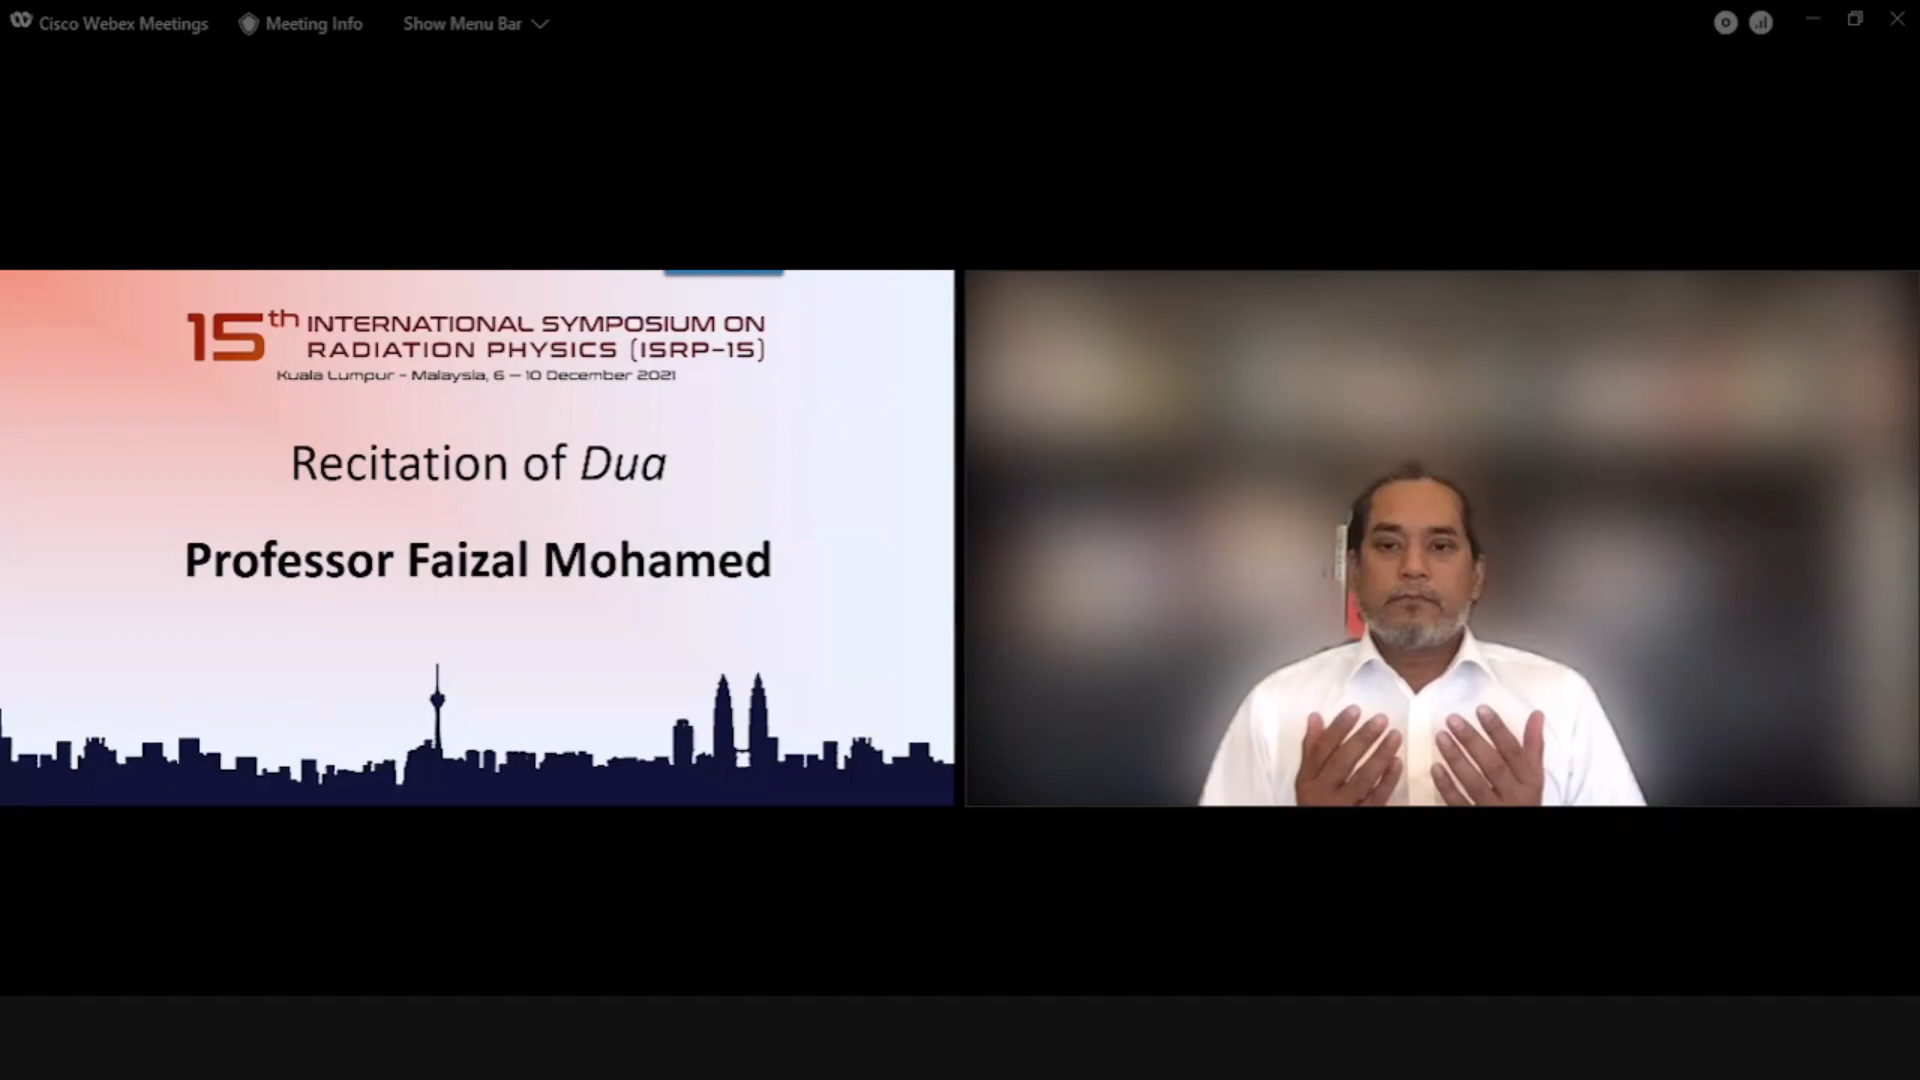 Cisco Webex Meetings
Meeting Info
Show Menu Bar
15th INTERNATIONAL SYMPOSIUM ON
RADIATION PHYSICS (ISRP-15)
Kuala Lumpur - Malaysia, 6 – 10 December 2021
Recitation of Dua
Professor Faizal Mohamed